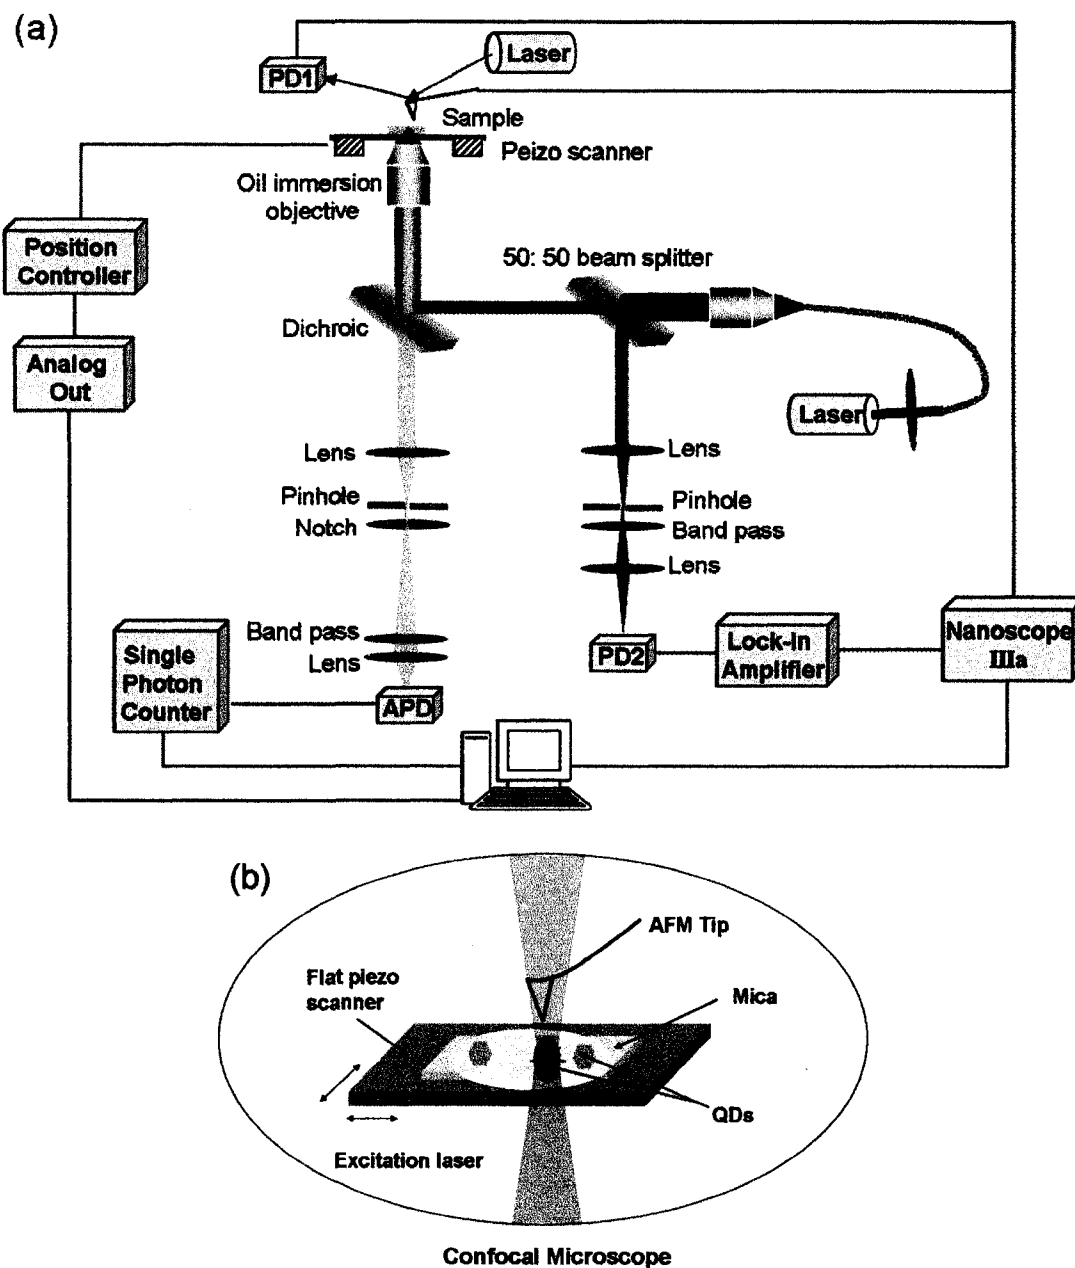 (a)
Laser
PD1
Sample
Peizo scanner
Oil immersion
objective
Position
Controller
50: 50 beam splitter
Dichroic
Analog
Out
Laser
Lens
Lens
Pinhole
Notch
Pinhole
Band pass
Lens
Band pass
Lens
Single
Photon
Counter
APD
PD2
Lock-In
Amplifier
Nanoscope
IIIa
(b)
AFM Tip
Flat piezo
scanner
Mica
QDs
Excitation laser
Confocal Microscope